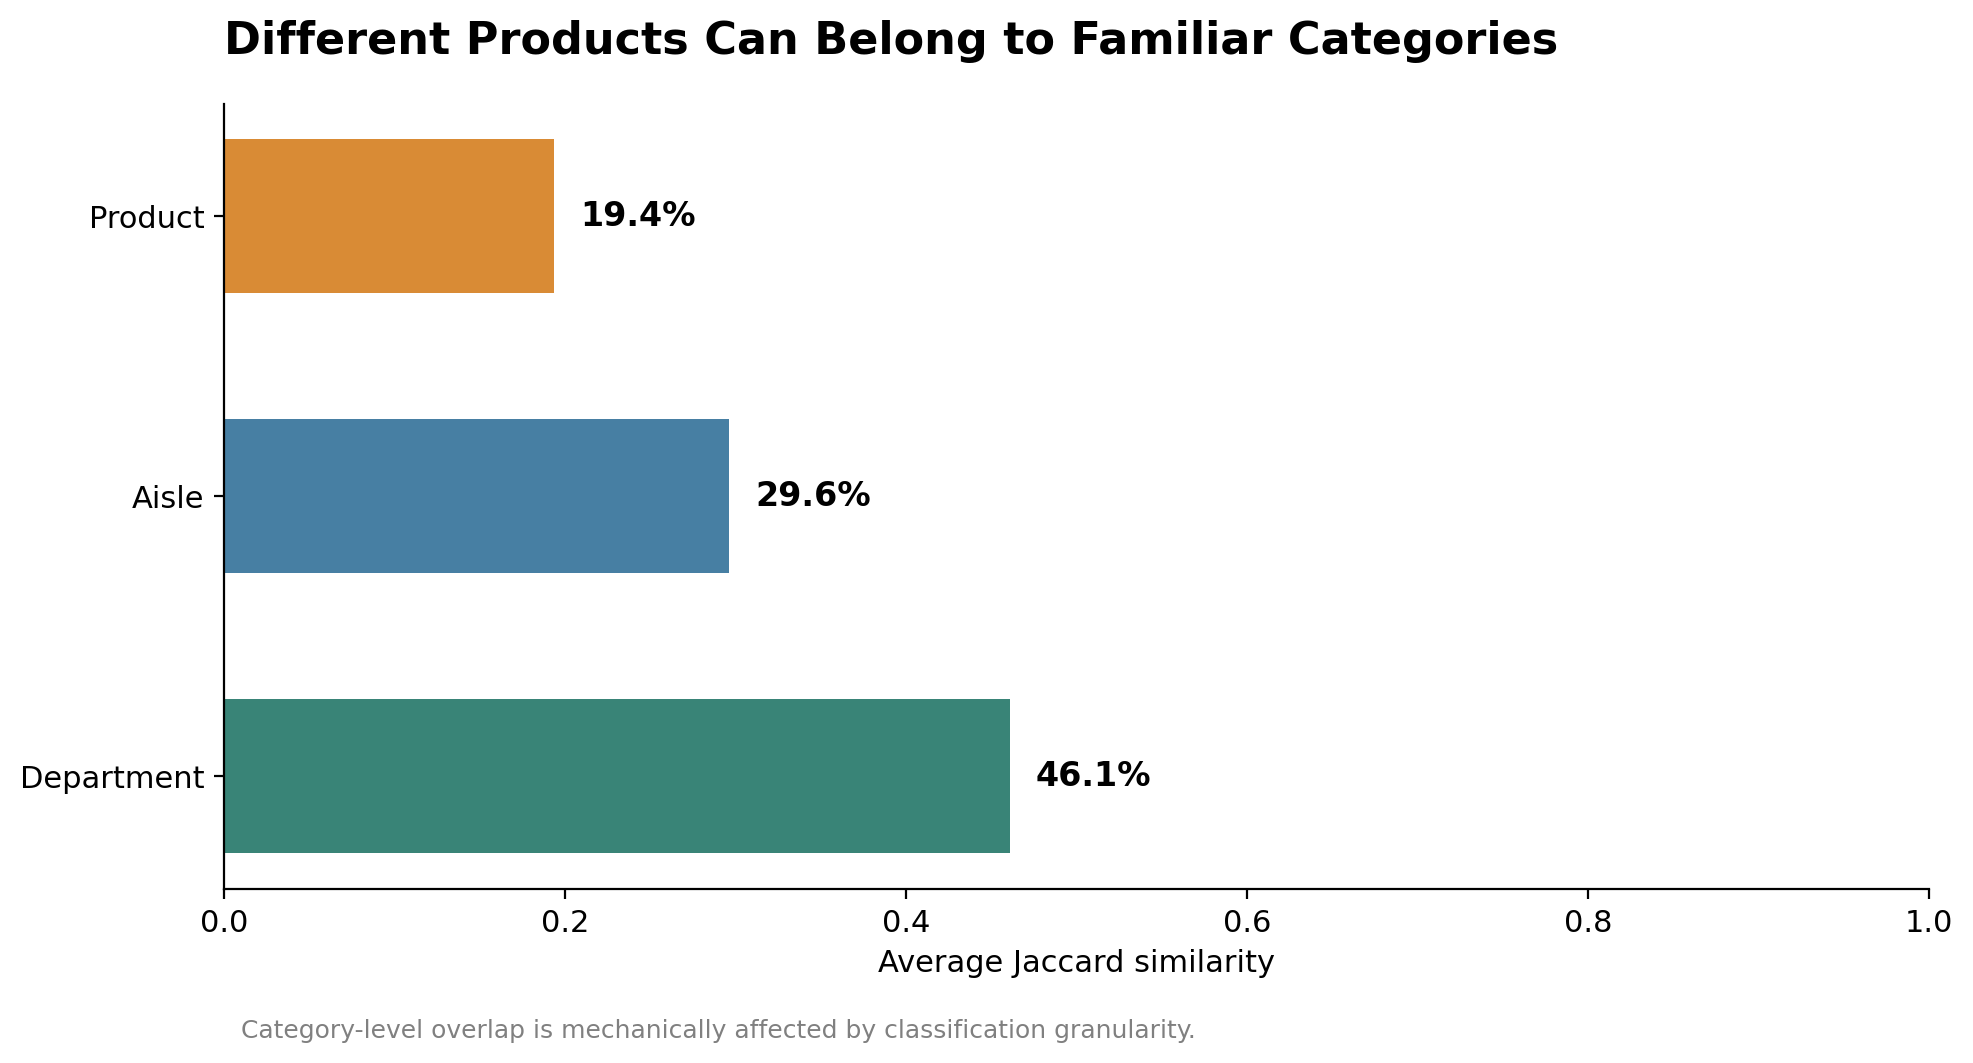 Different Products Can Belong to Familiar Categories
Product
19.4%
Aisle
29.6%
Department
46.1%
0.0 0.2 0.4 0.6 0.8 1.0
Average Jaccard similarity
Category-level overlap is mechanically affected by classification granularity.